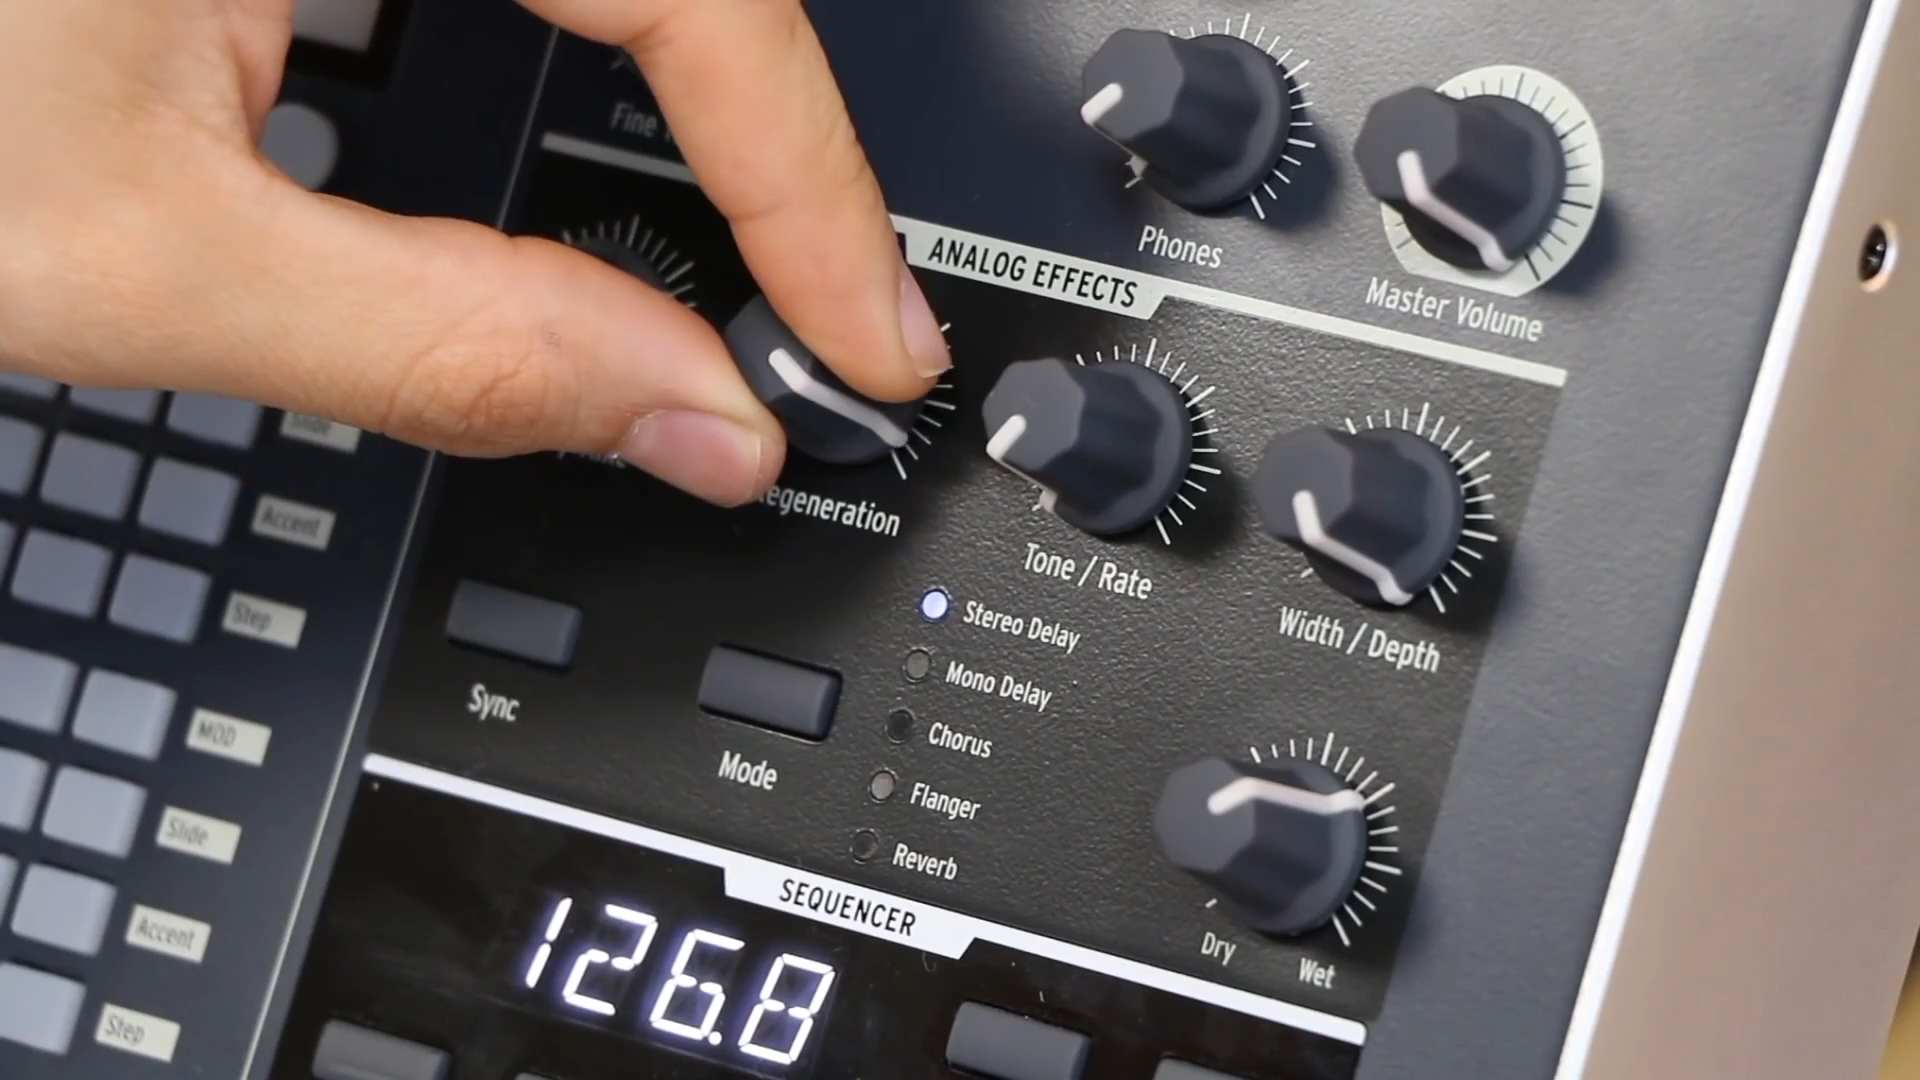 Fine
Phones
Master Volume
ANALOG EFFECTS
egeneration
Tone / Rate
Width / Depth
Accent
Step
Sync
Mode
Stereo Delay
Mono Delay
Chorus
Flanger
Reverb
MOD
Slide
Accent
Step
SEQUENCER
126.8
Dry
Wet